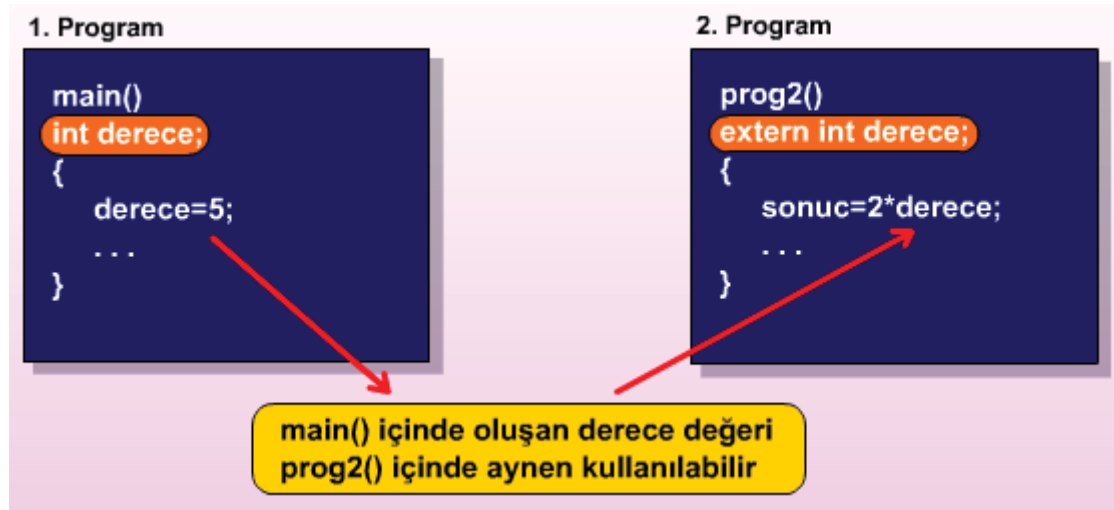 1. Program
main()
int derece;
{
derece=5;
. . .
}
2. Program
prog2()
extern int derece;
{
sonuc=2*derece;
. . .
}
main() içinde oluşan derece değeri
prog2() içinde aynen kullanılabilir